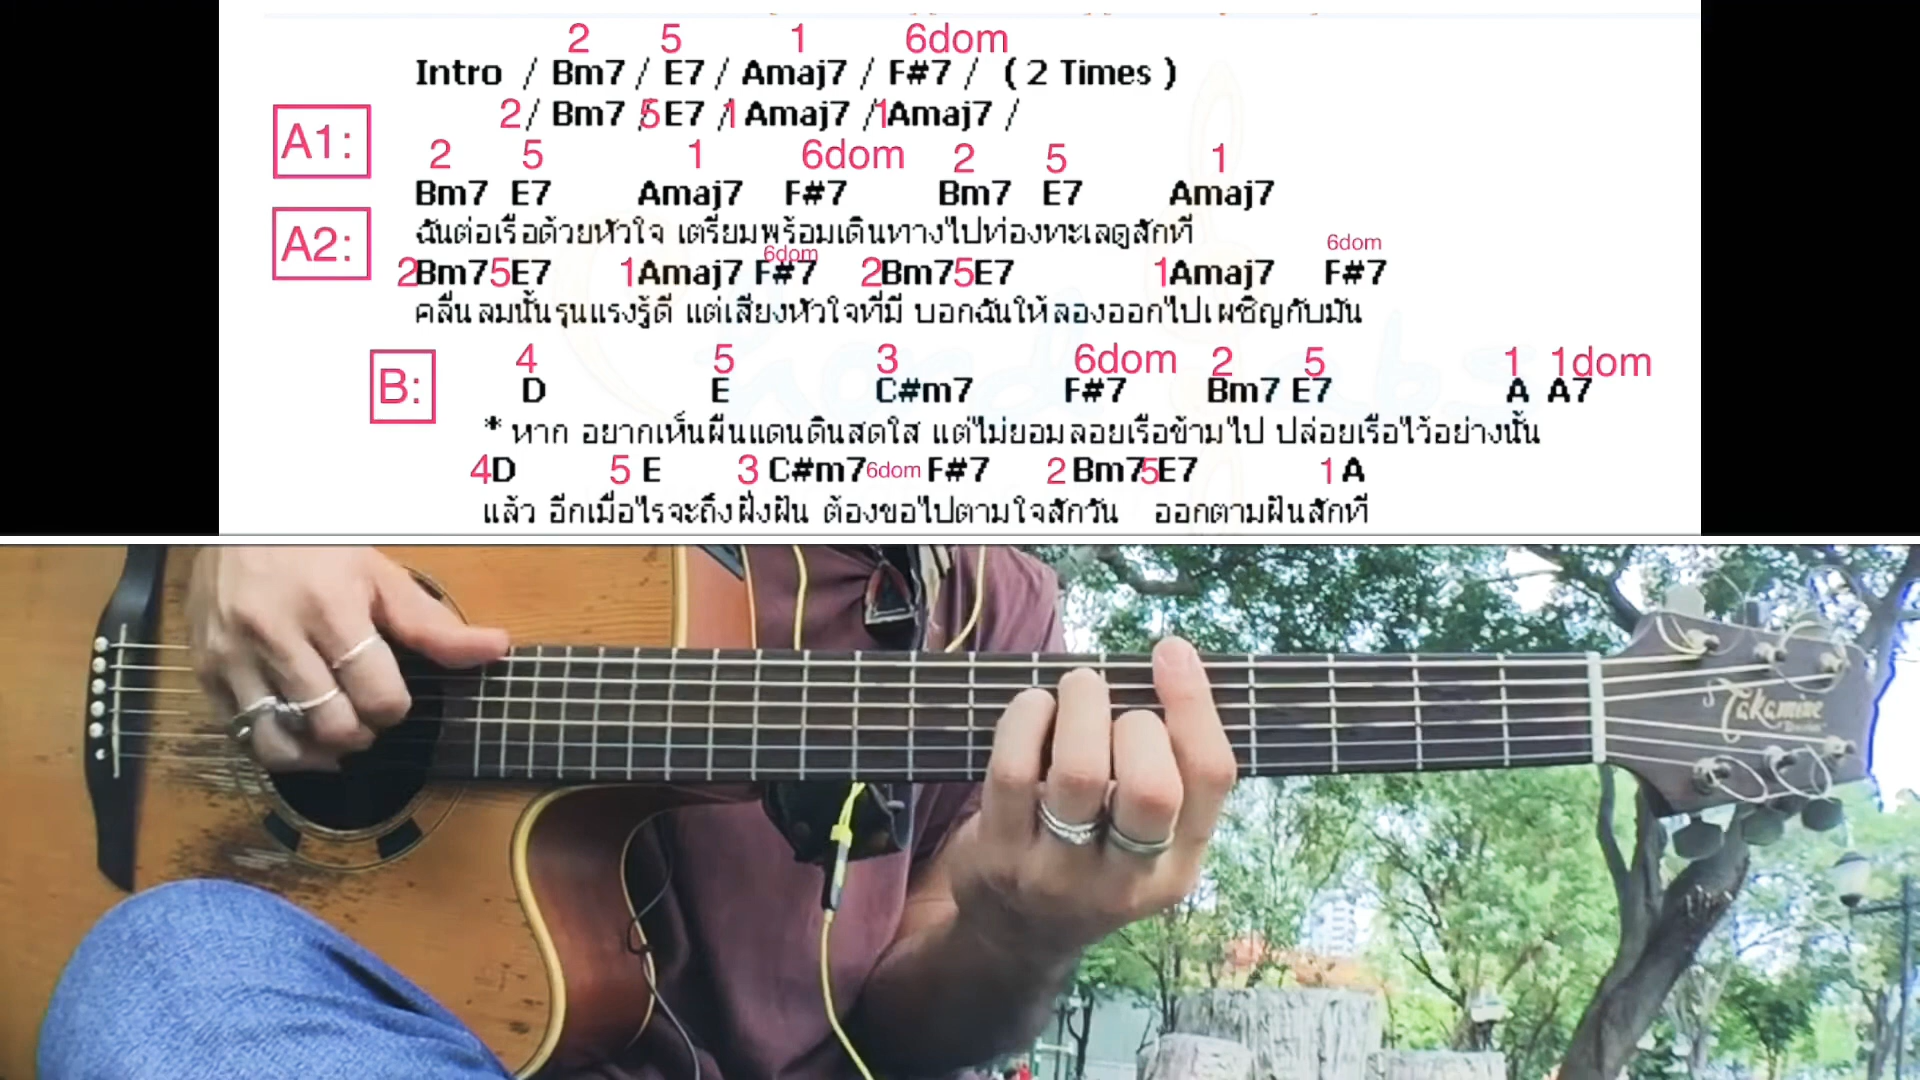 2 5 1 6dom
Intro / Bm7 / E7 / Amaj7 / F#7 / ( 2 Times )
2 / Bm7 / 5 E7 / 1 Amaj7 / 1 Amaj7 /
A1:
2 5 1 6dom 2 5 1
Bm7 E7 Amaj7 F#7 Bm7 E7 Amaj7
ฉันต่อเรือด้วยหัวใจ เตรียมพร้อมเดินทางไปท่องทะเลดูสักที
A2:
6dom 6dom
2Bm7 5E7 1Amaj7 F#7 2Bm7 5E7 1Amaj7 F#7
คลื่นลมนั้นรุนแรงรู้ดี แต่เสียงหัวใจที่มี บอกฉันให้ลองออกไปเผชิญกับมัน
B:
4 5 3 6dom 2 5 1 1dom
D E C#m7 F#7 Bm7 E7 A A7
* หาก อยากเห็นผืนแดนดินสดใส แต่ไม่ยอมลอยเรือข้ามไป ปล่อยเรือไว้อย่างนั้น
4D 5 E 3 C#m7 6dom F#7 2 Bm7 5E7 1 A
แล้ว อีกเมื่อไรจะถึงฝั่งฝัน ต้องขอไปตามใจสักวัน ออกตามฝันสักที
Takamine